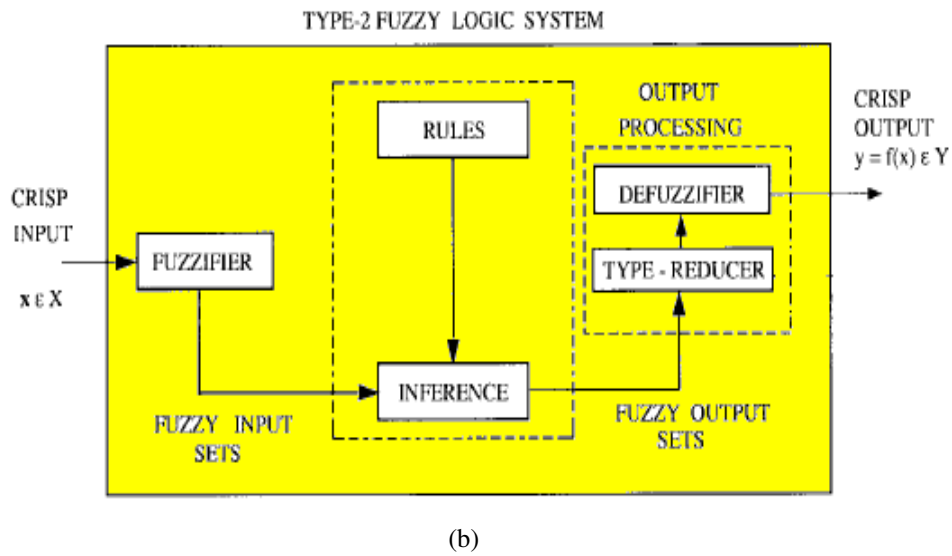 TYPE-2 FUZZY LOGIC SYSTEM
CRISP
INPUT
x ε X
FUZZIFIER
FUZZY INPUT
SETS
RULES
INFERENCE
OUTPUT
PROCESSING
DEFUZZIFIER
TYPE - REDUCER
FUZZY OUTPUT
SETS
CRISP
OUTPUT
y = f(x) ε Y
(b)